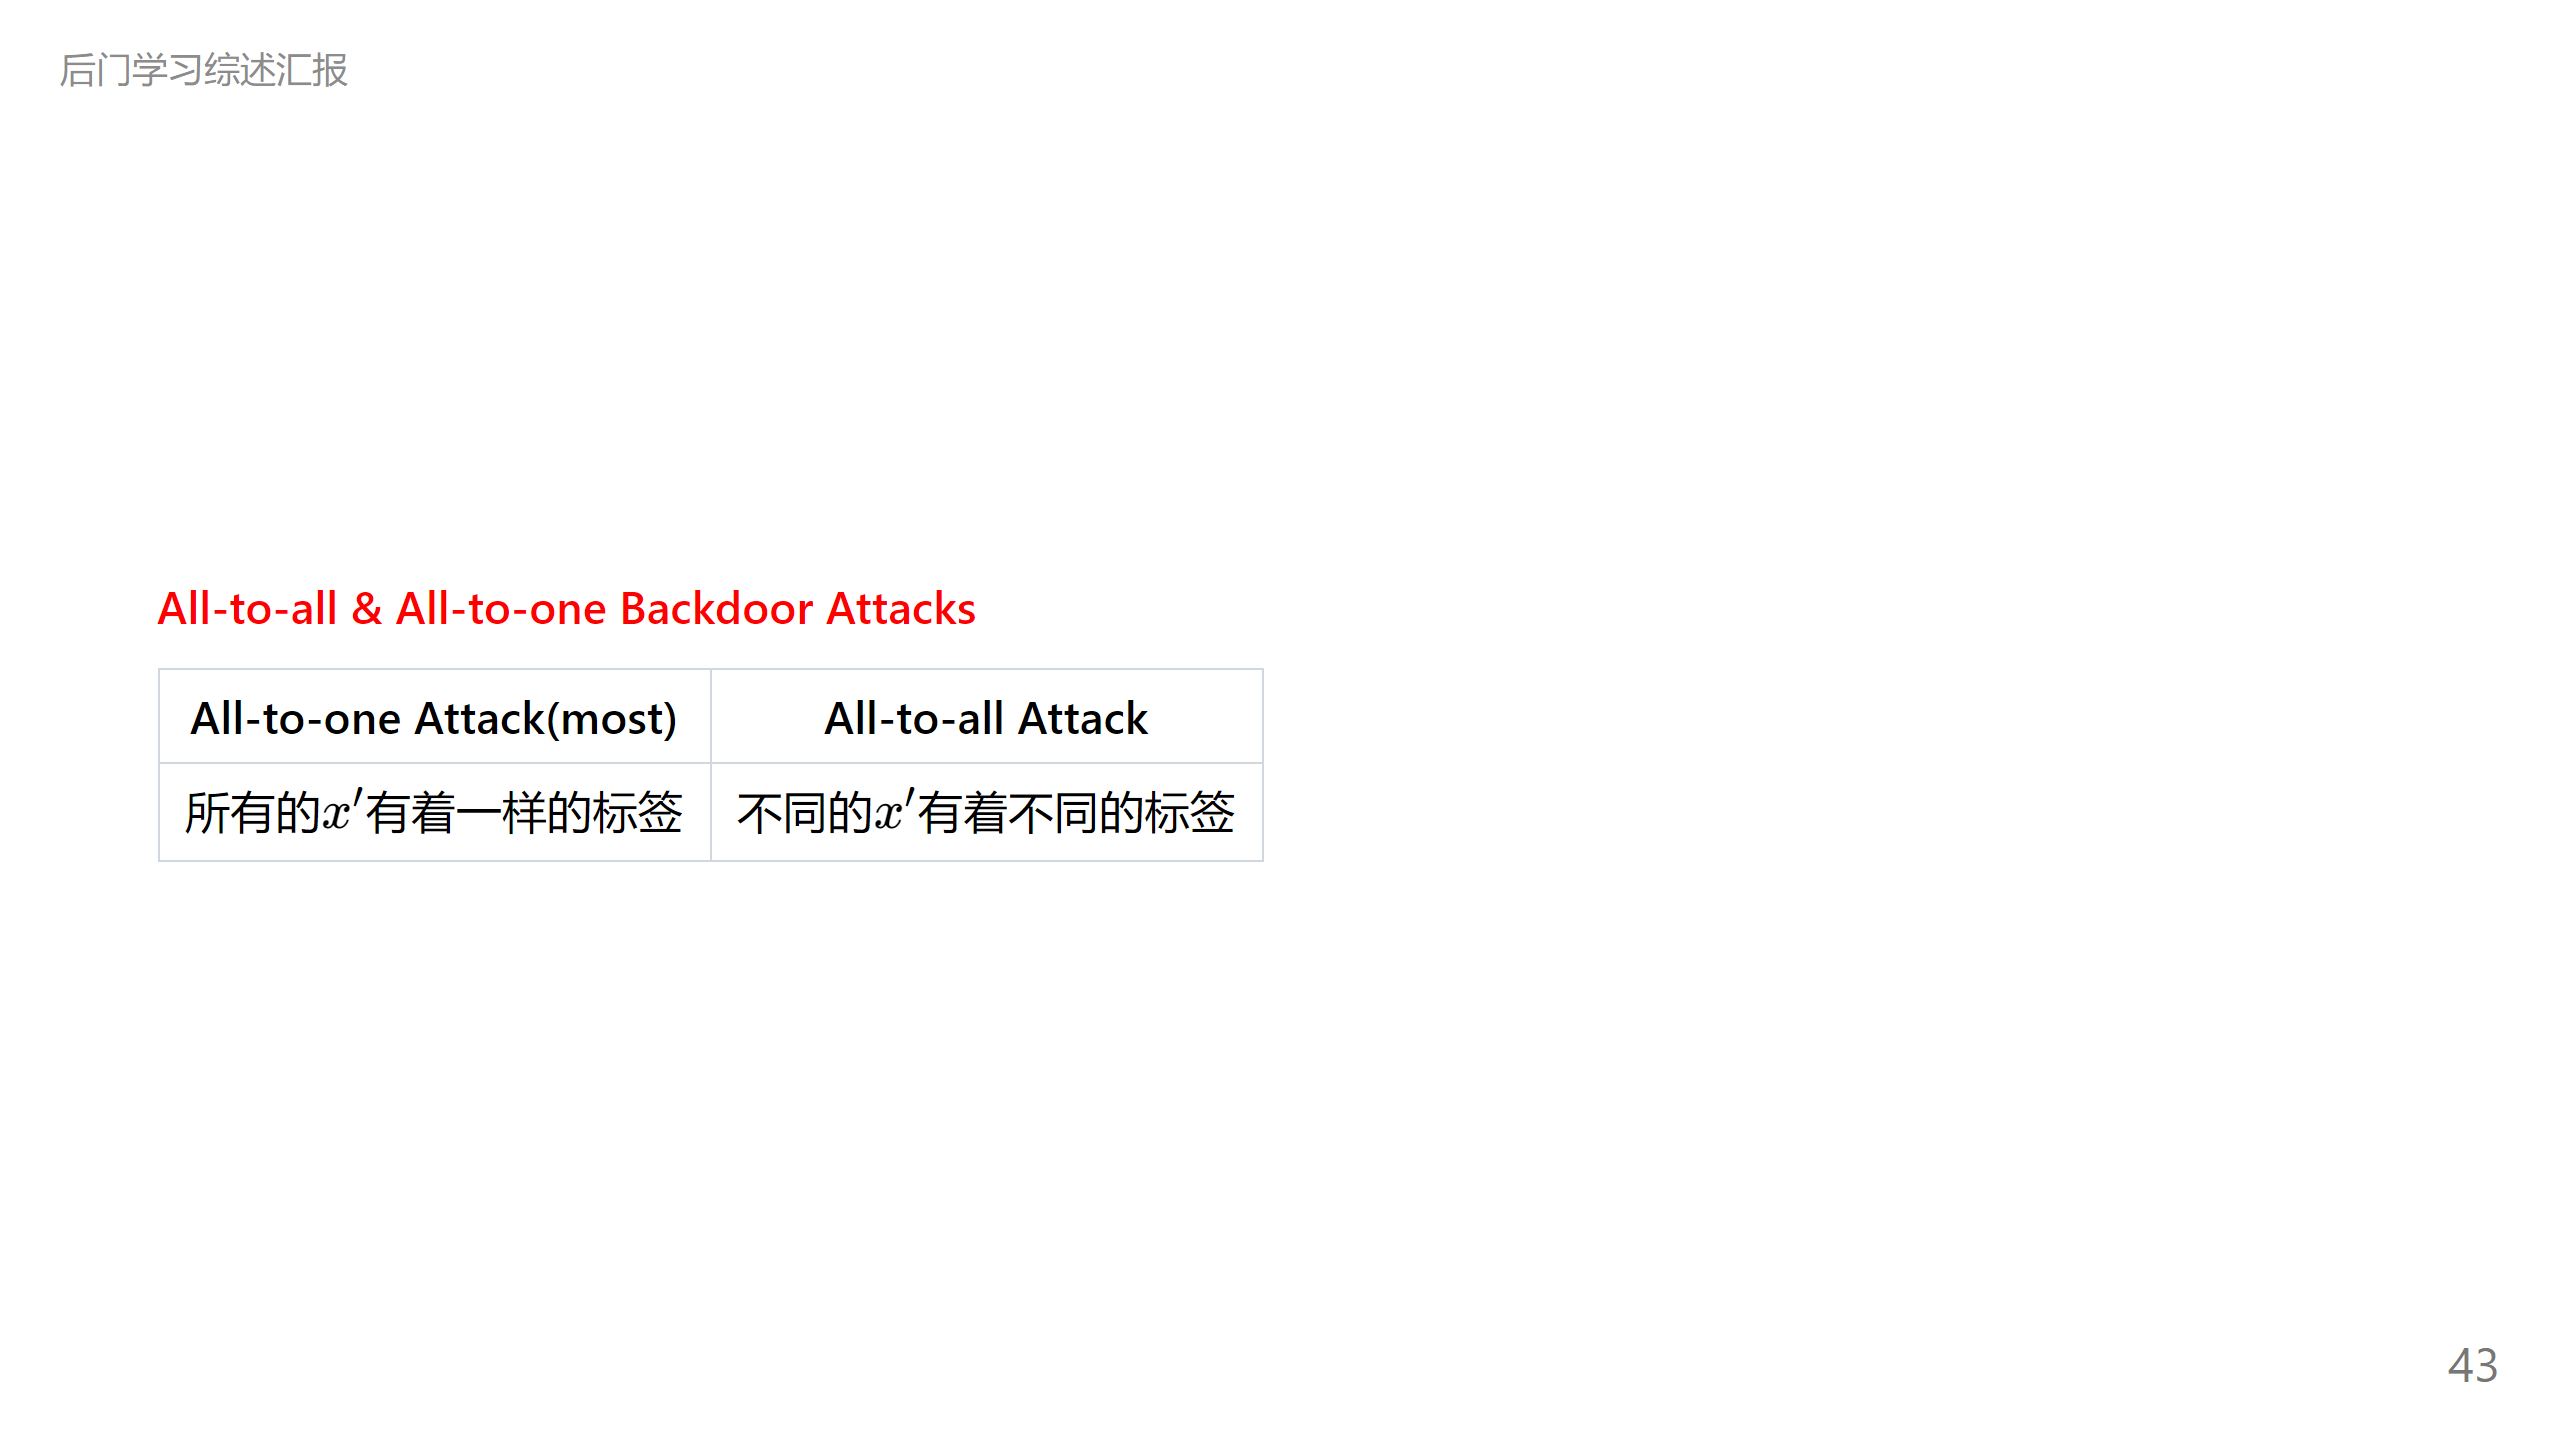 后门学习综述汇报
All-to-all & All-to-one Backdoor Attacks
All-to-one Attack(most)
All-to-all Attack
所有的x′有着一样的标签
不同的x′有着不同的标签
43